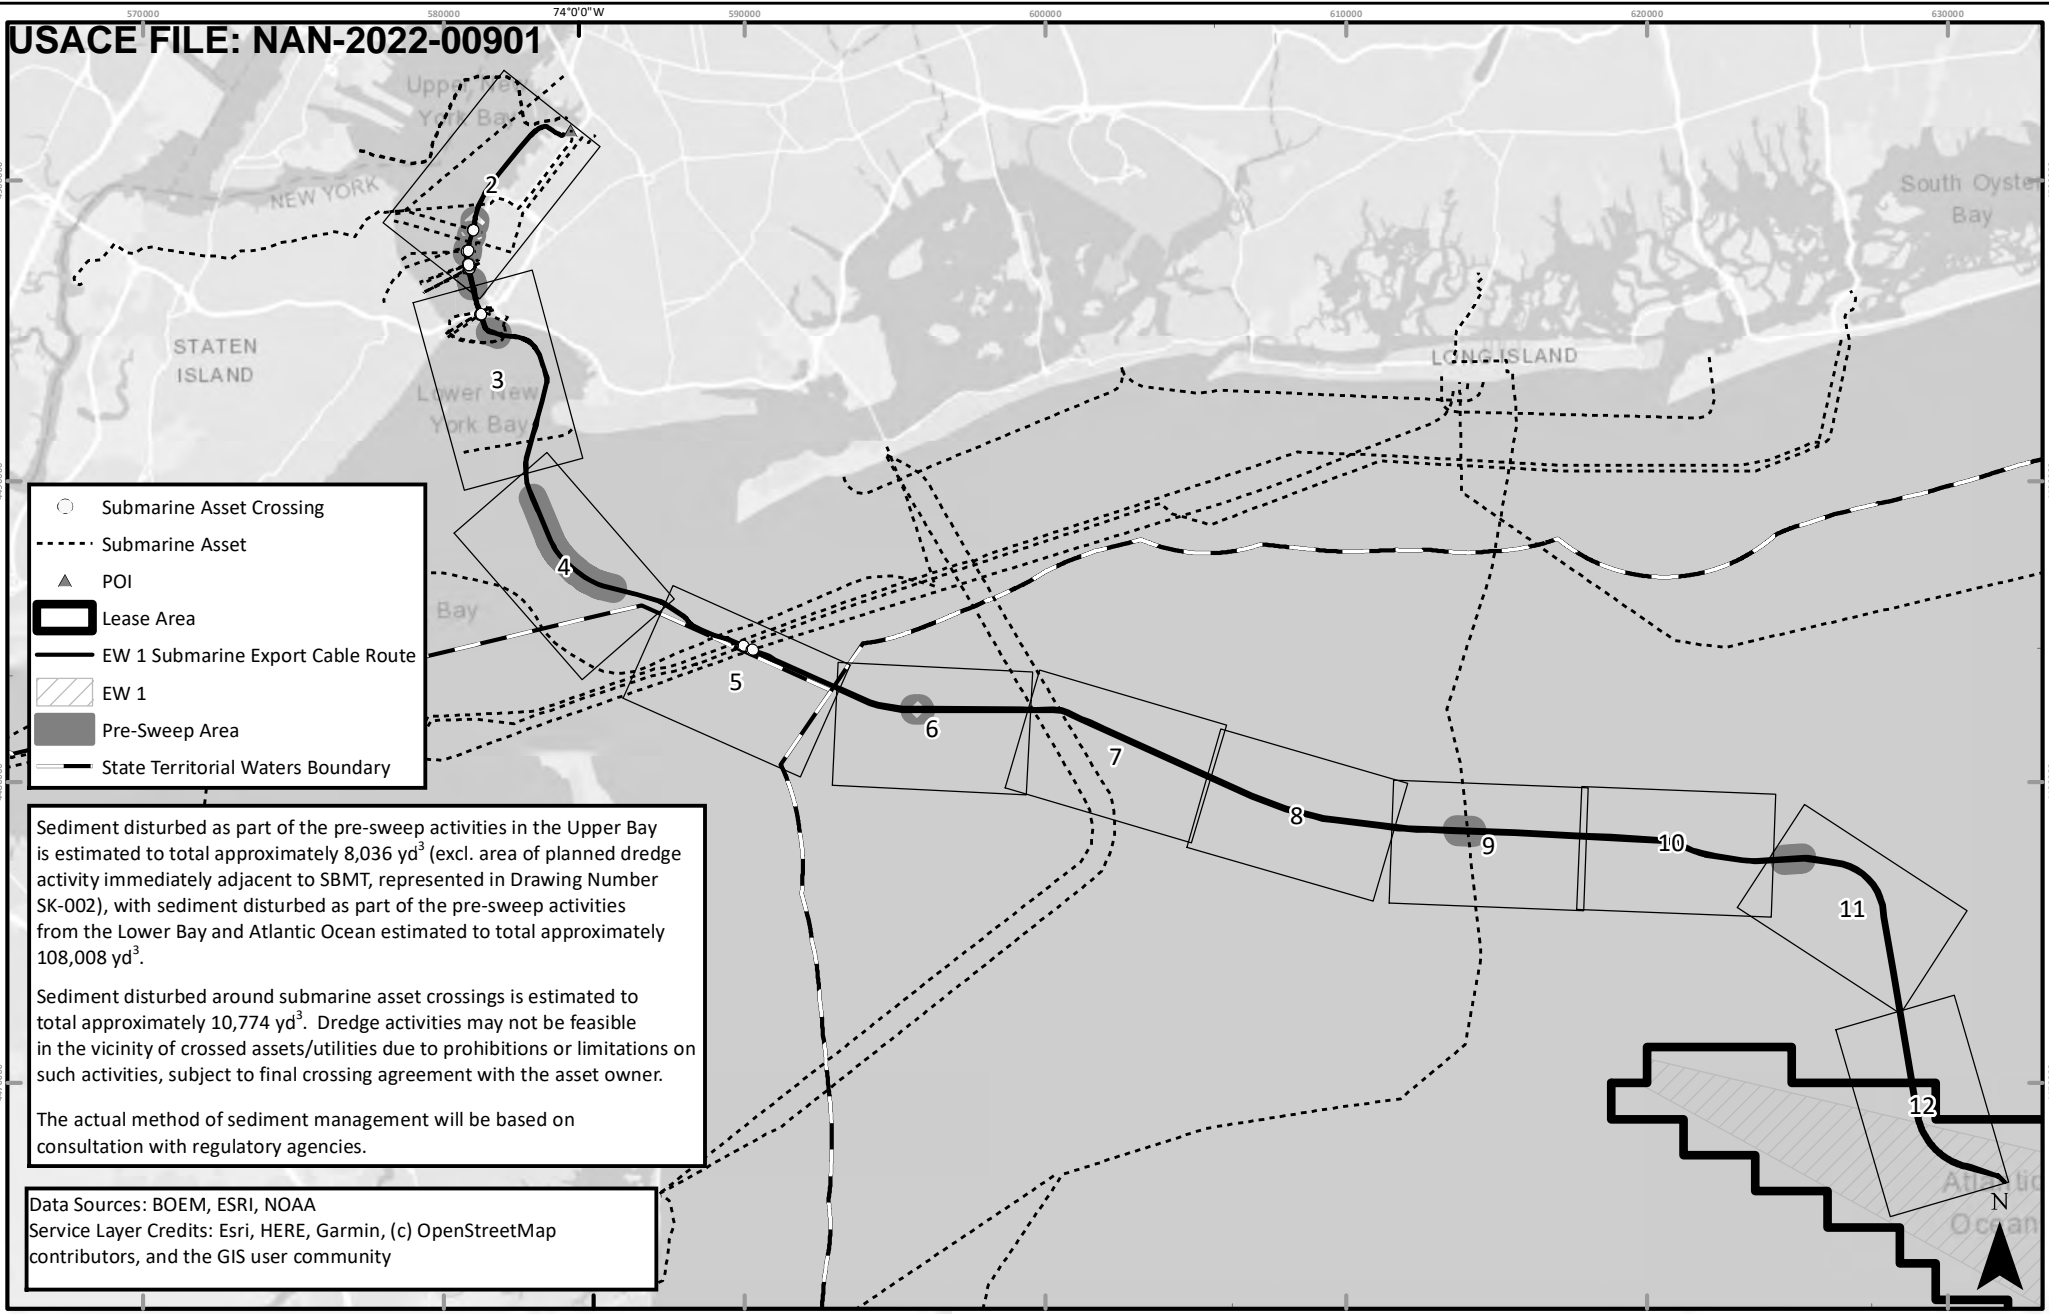 570000
580000
74°0'0"W
590000
600000
610000
620000
630000
USACE FILE: NAN-2022-00901
Upper New
York Bay
NEW YORK
2
South Oyster
Bay
STATEN
ISLAND
LONG ISLAND
3
Lower New
York Bay
4
Bay
5
6
7
8
9
10
11
12
Atlantic
Ocean
N
Submarine Asset Crossing
Submarine Asset
POI
Lease Area
EW 1 Submarine Export Cable Route
EW 1
Pre-Sweep Area
State Territorial Waters Boundary
Sediment disturbed as part of the pre-sweep activities in the Upper Bay
is estimated to total approximately 8,036 yd³ (excl. area of planned dredge
activity immediately adjacent to SBMT, represented in Drawing Number
SK-002), with sediment disturbed as part of the pre-sweep activities
from the Lower Bay and Atlantic Ocean estimated to total approximately
108,008 yd³.
Sediment disturbed around submarine asset crossings is estimated to
total approximately 10,774 yd³. Dredge activities may not be feasible
in the vicinity of crossed assets/utilities due to prohibitions or limitations on
such activities, subject to final crossing agreement with the asset owner.
The actual method of sediment management will be based on
consultation with regulatory agencies.
Data Sources: BOEM, ESRI, NOAA
Service Layer Credits: Esri, HERE, Garmin, (c) OpenStreetMap
contributors, and the GIS user community